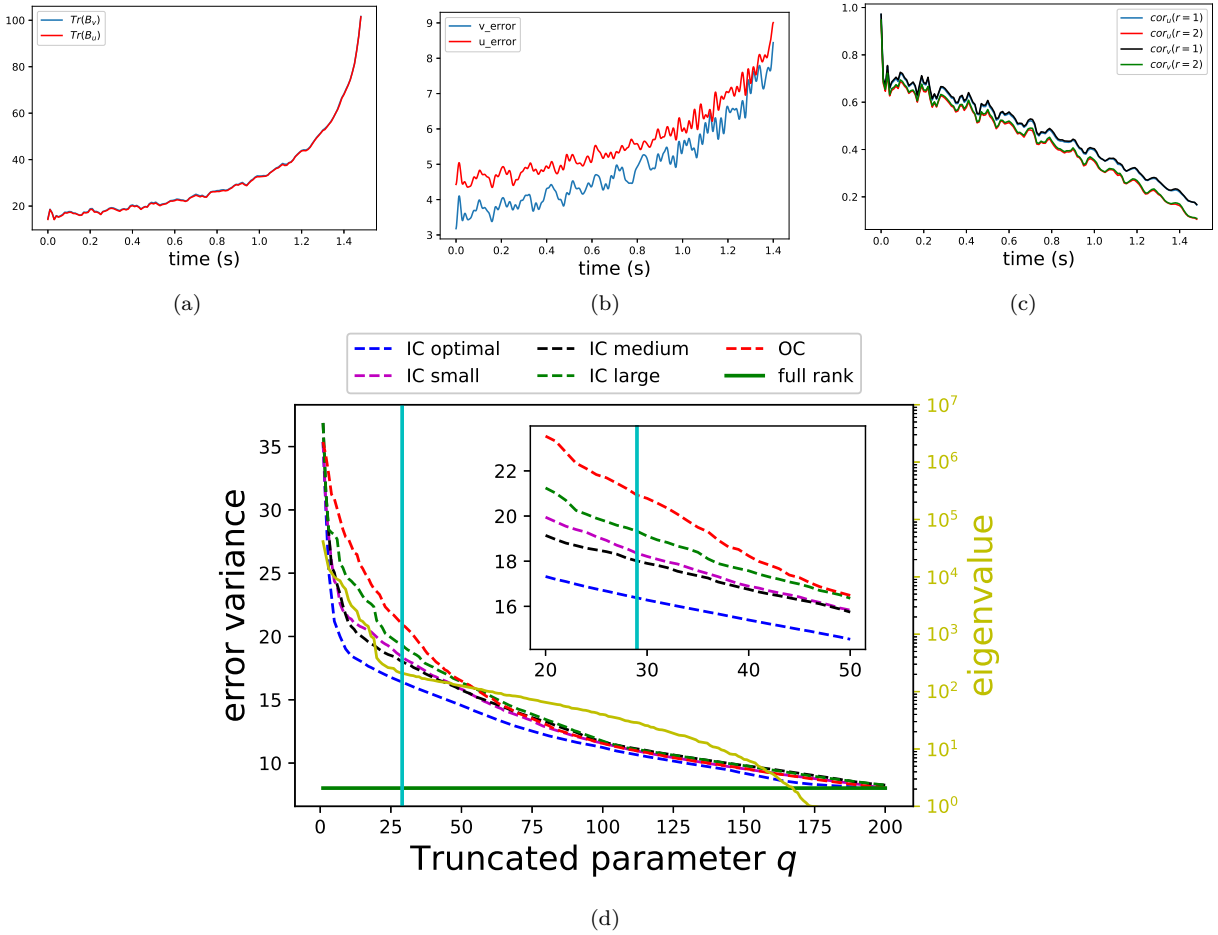 Tr(B_v)
Tr(B_u)
100
80
60
40
20
0.0 0.2 0.4 0.6 0.8 1.0 1.2 1.4
time (s)
(a)
v_error
u_error
9
8
7
6
5
4
3
0.0 0.2 0.4 0.6 0.8 1.0 1.2 1.4
time (s)
(b)
cor_u(r = 1)
cor_u(r = 2)
cor_v(r = 1)
cor_v(r = 2)
1.0
0.8
0.6
0.4
0.2
0.0 0.2 0.4 0.6 0.8 1.0 1.2 1.4
time (s)
(c)
IC optimal IC medium OC
IC small IC large full rank
error variance
35
30
25
20
15
10
22
20
18
16
20 30 40 50
10^7
10^6
10^5
10^4
10^3
10^2
10^1
10^0
eigenvalue
0 25 50 75 100 125 150 175 200
Truncated parameter q
(d)